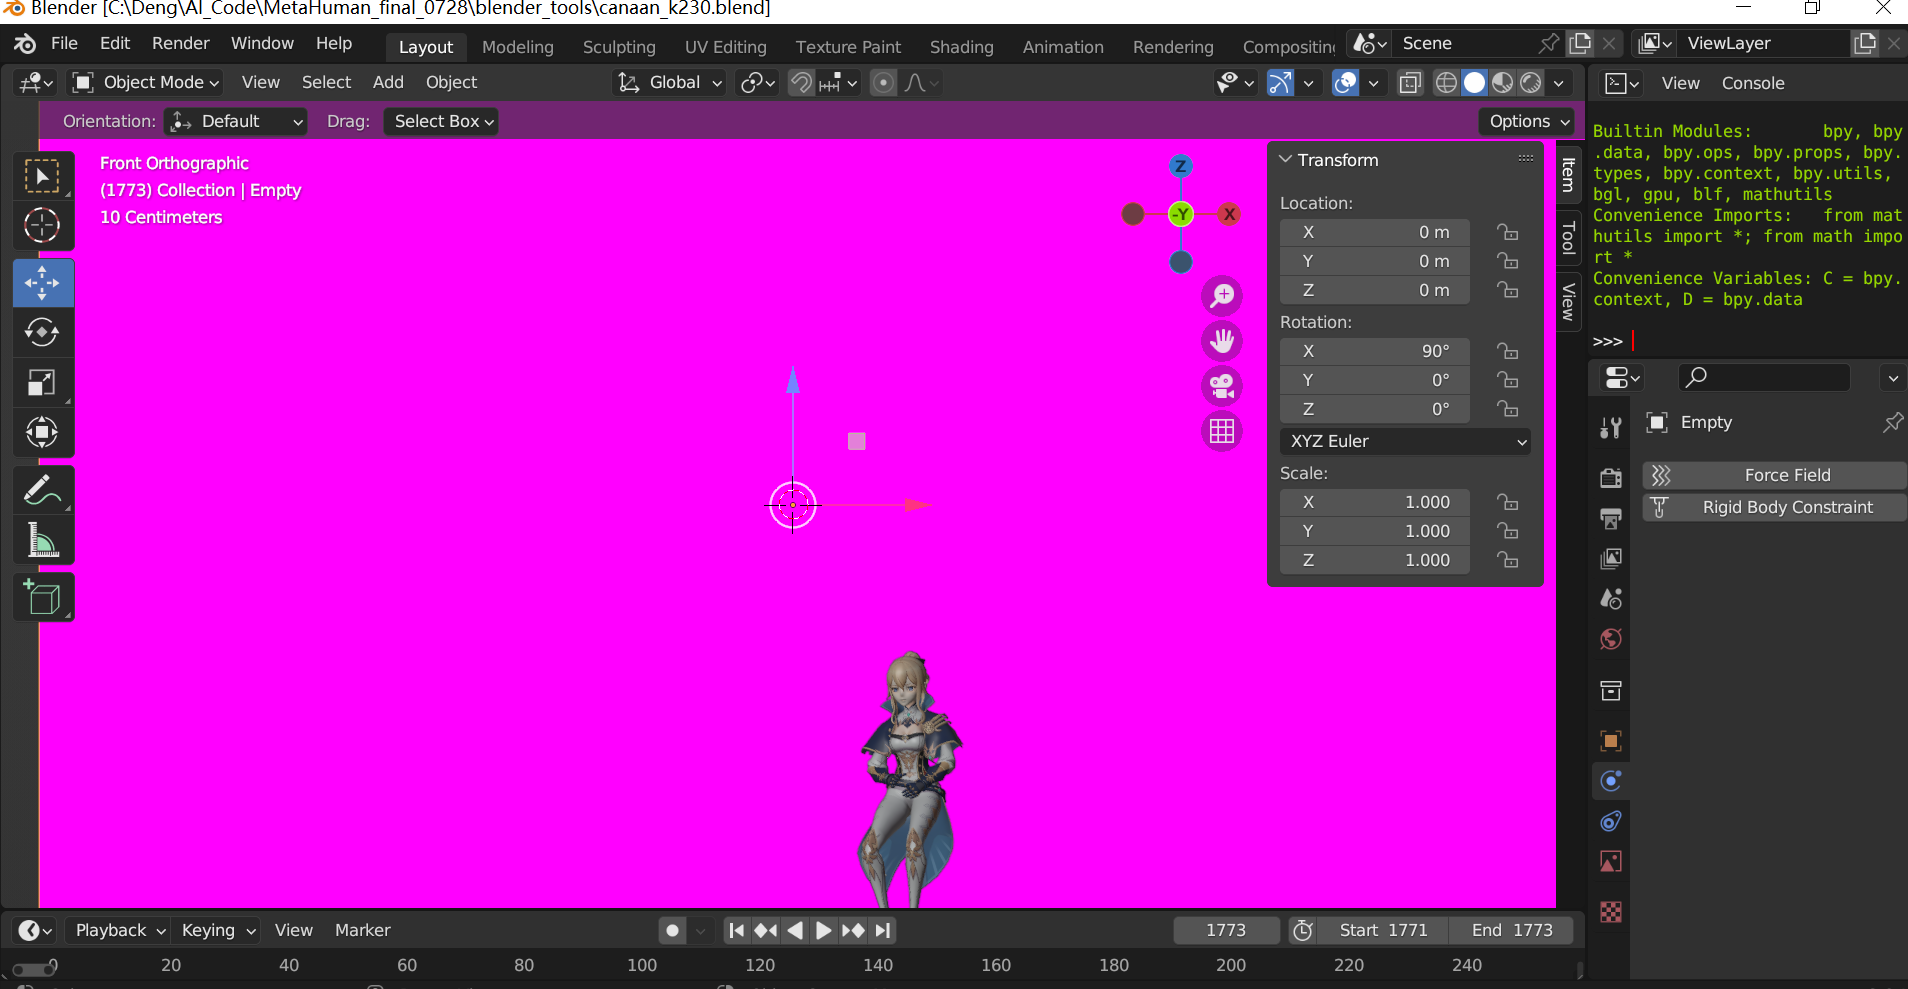 Blender [C:\Deng\AI_Code\MetaHuman_final_0728\blender_tools\canaan_k230.blend]
File Edit Render Window Help Layout Modeling Sculpting UV Editing Texture Paint Shading Animation Rendering Compositing Scene ViewLayer
Object Mode View Select Add Object Global View Console
Orientation: Default Drag: Select Box Options
Front Orthographic
(1773) Collection | Empty
10 Centimeters
Z
-Y
X
Transform
Location:
X 0 m
Y 0 m
Z 0 m
Rotation:
X 90°
Y 0°
Z 0°
XYZ Euler
Scale:
X 1.000
Y 1.000
Z 1.000
Item
Tool
View
Builtin Modules: bpy, bpy
.data, bpy.ops, bpy.props, bpy.
types, bpy.context, bpy.utils,
bgl, gpu, blf, mathutils
Convenience Imports: from mat
hutils import *; from math impo
rt *
Convenience Variables: C = bpy.
context, D = bpy.data
>>>
Empty
Force Field
Rigid Body Constraint
Playback Keying View Marker 1773 Start 1771 End 1773
0 20 40 60 80 100 120 140 160 180 200 220 240